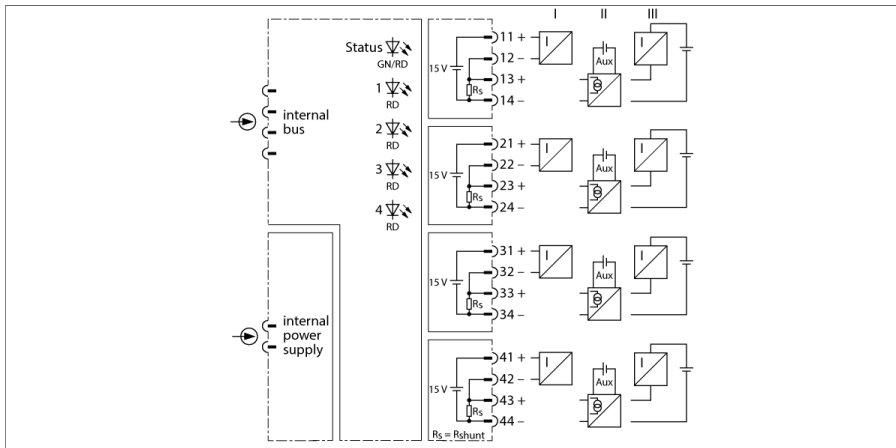 I II III
Status
GN/RD
1
RD
2
RD
3
RD
4
RD
internal
bus
internal
power
supply
15 V
Rs
11 +
12 –
13 +
14 –
I
Aux
I
15 V
Rs
21 +
22 –
23 +
24 –
I
Aux
I
15 V
Rs
31 +
32 –
33 +
34 –
I
Aux
I
15 V
Rs
41 +
42 –
43 +
44 –
I
Aux
I
Rs = Rshunt